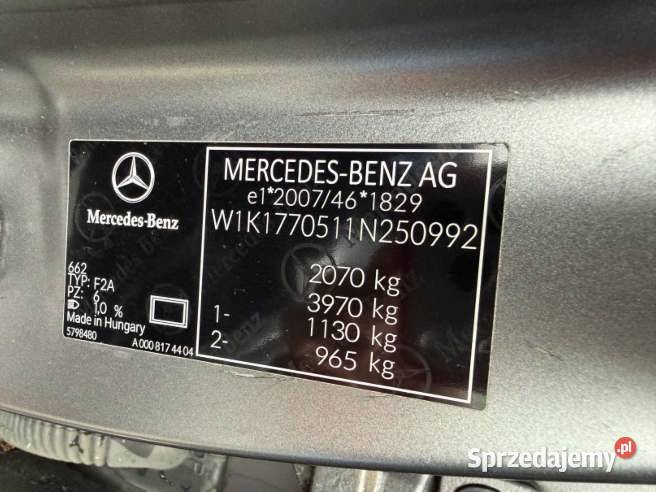 Mercedes-Benz
662
TYP: F2A
PZ: 6
1,0 %
Made in Hungary
5798480
A 000 817 44 04
MERCEDES-BENZ AG
e1*2007/46*1829
W1K1770511N250992
2070 kg
3970 kg
1- 1130 kg
2- 965 kg
Sprzedajemy.pl